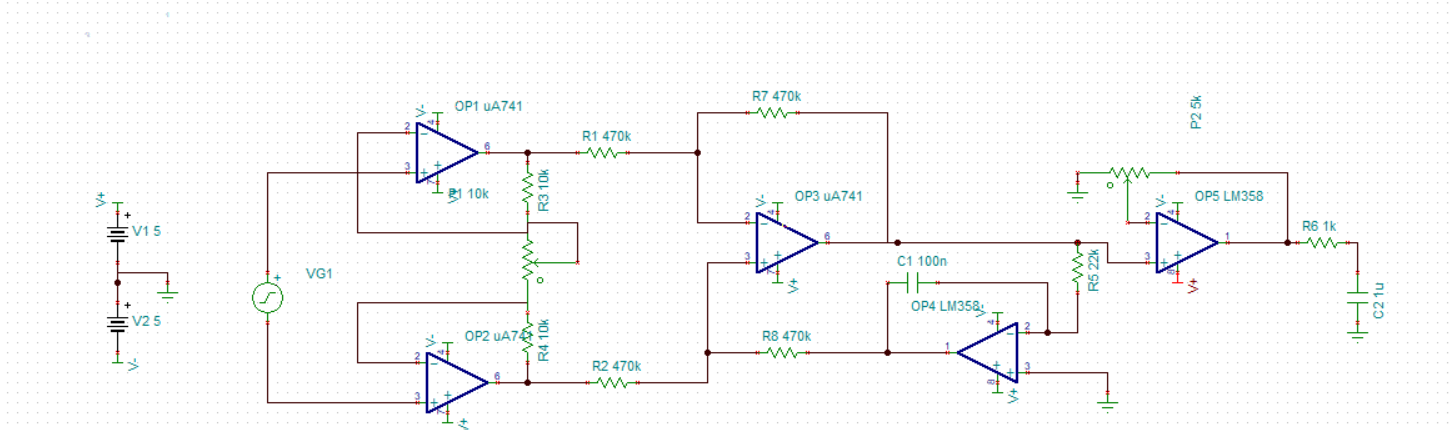 V+
V1 5
V2 5
V-
VG1
OP1 uA741
V-
4
2
3
6
7
V+
P1 10k
R3 10k
R1 470k
R7 470k
OP2 uA741
V-
4
2
3
6
7
V+
R4 10k
R2 470k
OP3 uA741
V-
4
2
3
6
7
V+
C1 100n
R8 470k
OP4 LM358
V-
4
2
3
1
8
V+
R5 22k
P2 5k
OP5 LM358
V-
4
2
3
1
8
V+
R6 1k
C2 1u